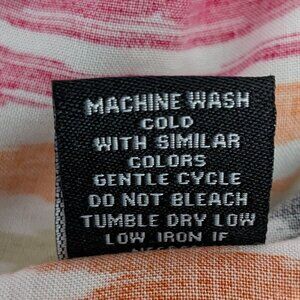 MACHINE WASH
COLD
WITH SIMILAR
COLORS
GENTLE CYCLE
DO NOT BLEACH
TUMBLE DRY LOW
LOW IRON IF